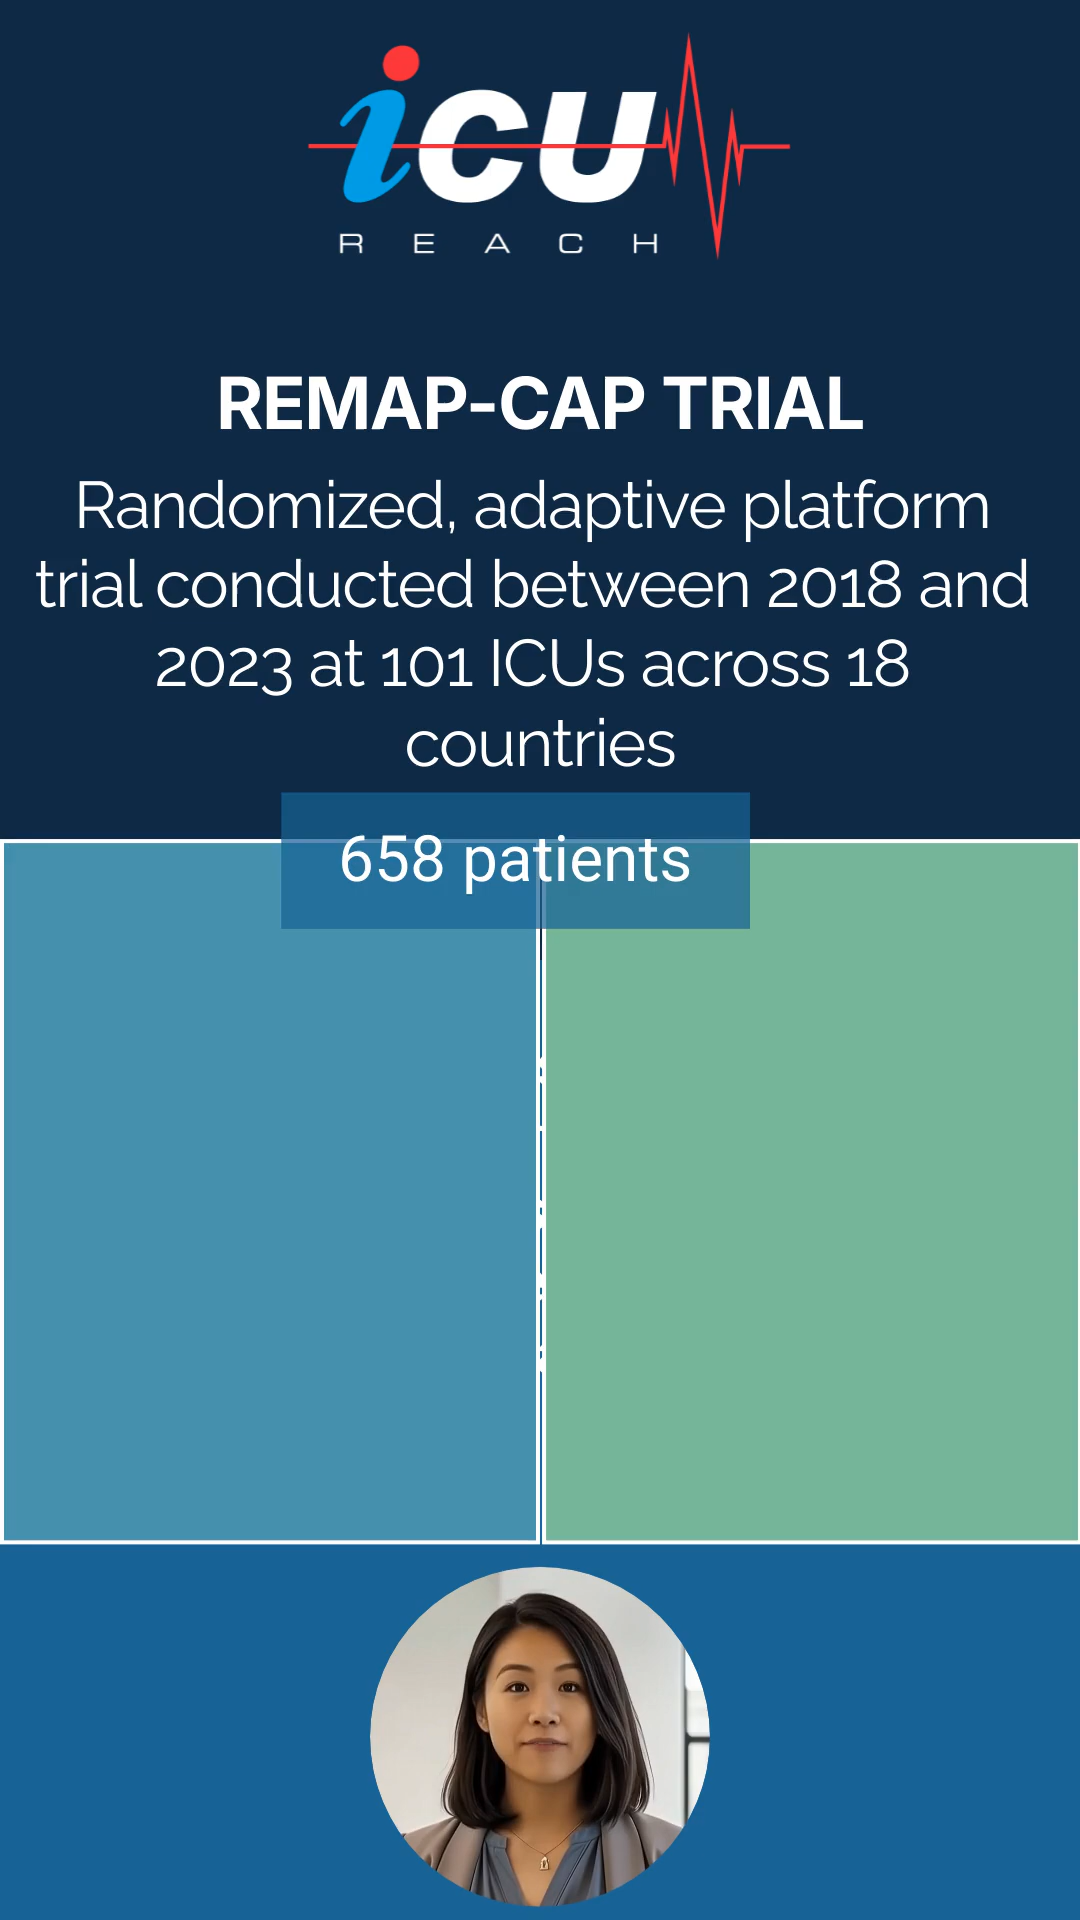 icu
REACH
REMAP-CAP TRIAL
Randomized, adaptive platform
trial conducted between 2018 and
2023 at 101 ICUs across 18
countries
658 patients